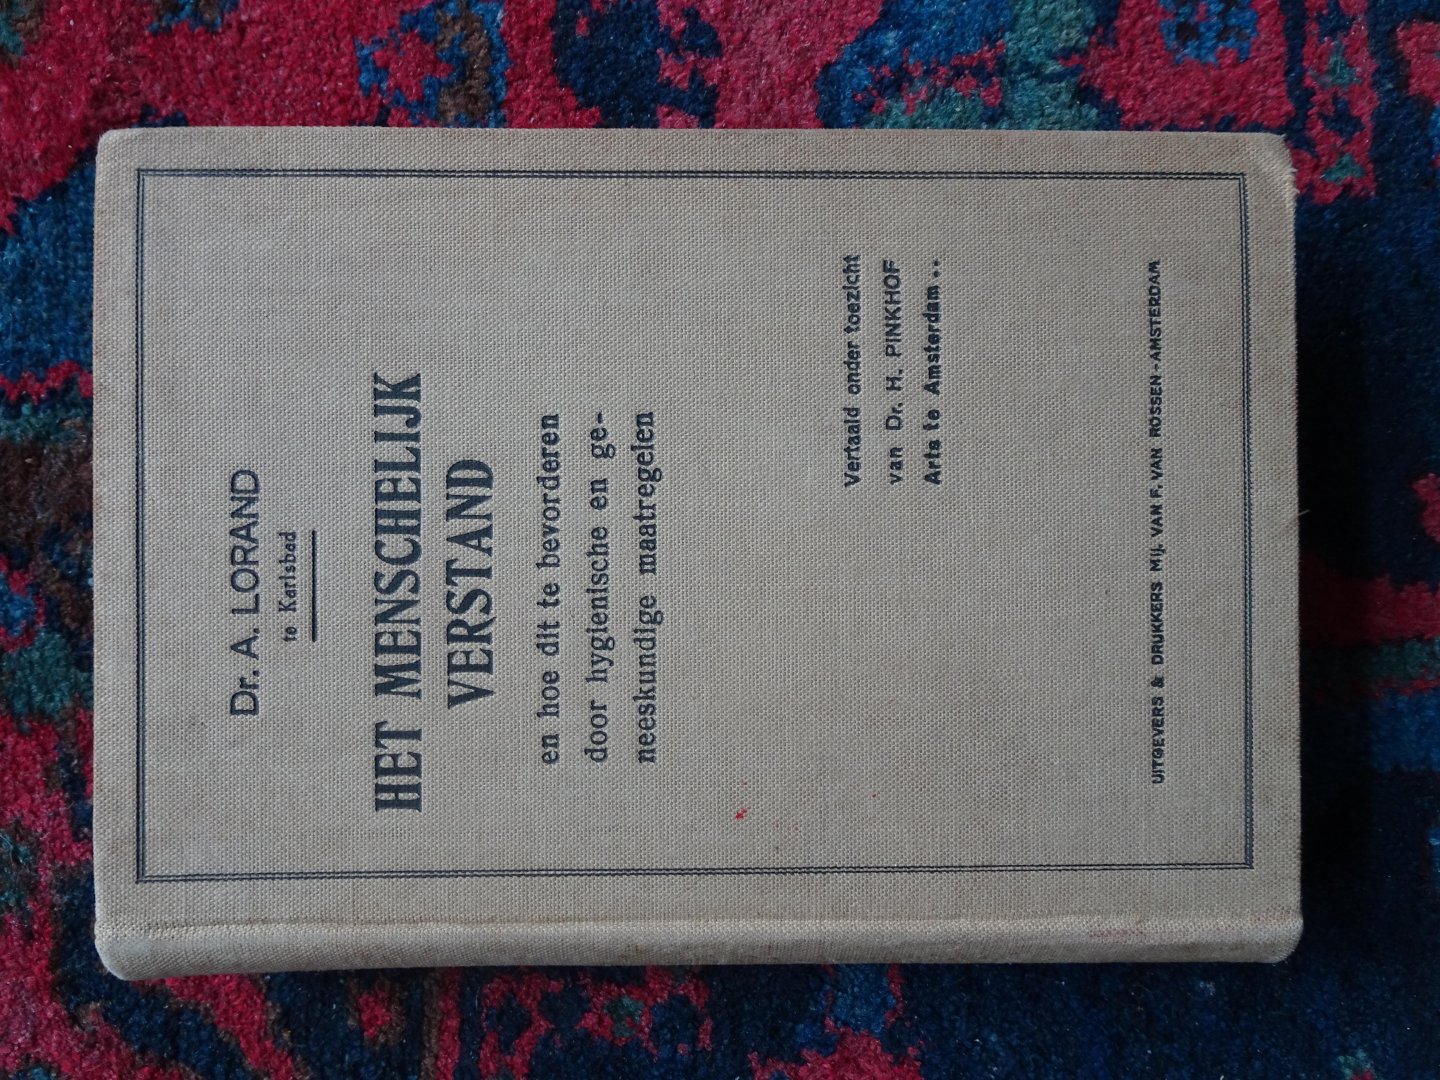 Dr. A. LORAND
te Karlsbad
HET MENSCHELIJK
VERSTAND
en hoe dit te bevorderen
door hygienische en ge-
neeskundige maatregelen
Vertaald onder toezicht
van Dr. H. PINKHOF
Arts te Amsterdam..
UITGEVERS & DRUKKERS Mij. VAN F. VAN ROSSEN - AMSTERDAM